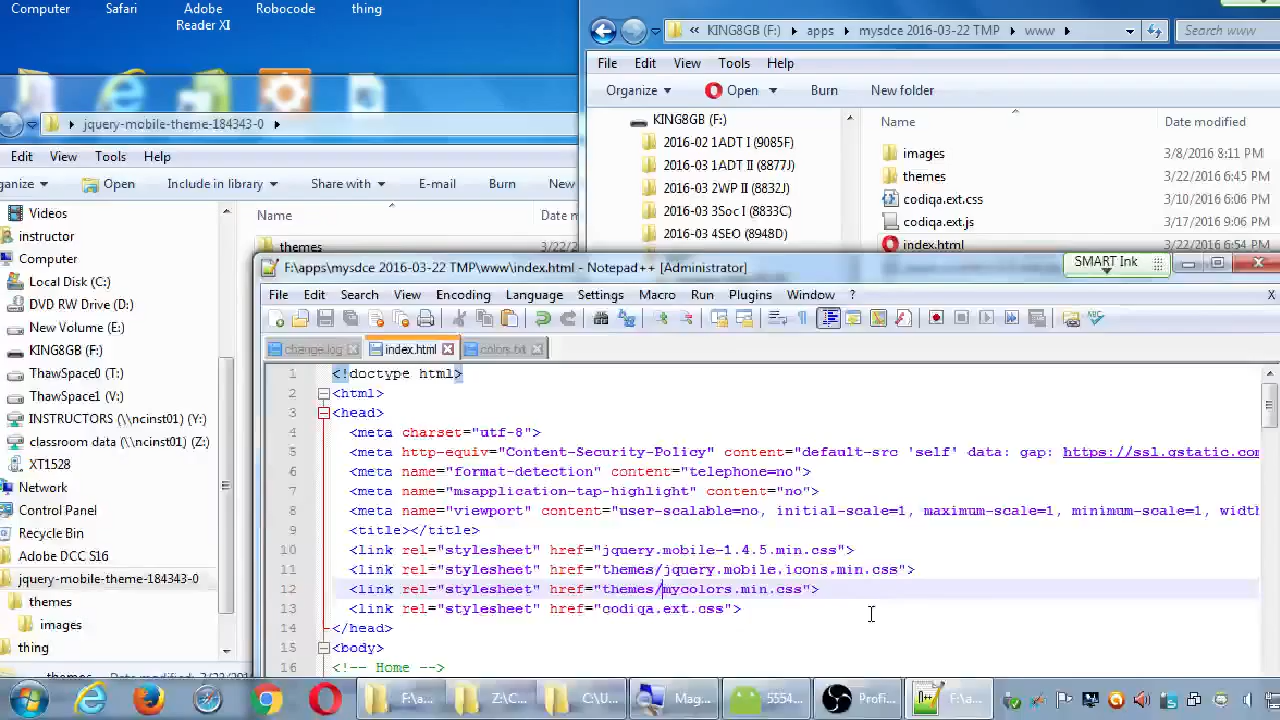 Computer
Safari
Adobe
Reader XI
Robocode
thing
jquery-mobile-theme-184343-0
Edit View Tools Help
ganize Open Include in library Share with E-mail Burn New
Videos
instructor
Computer
Local Disk (C:)
DVD RW Drive (D:)
New Volume (E:)
KING8GB (F:)
ThawSpace0 (T:)
ThawSpace1 (V:)
INSTRUCTORS (\\ncinst01) (Y:)
classroom data (\\ncinst01) (Z:)
XT1528
Network
Control Panel
Recycle Bin
Adobe DCC S16
jquery-mobile-theme-184343-0
themes
images
thing
Name Date m
themes 3/22/2
KING8GB (F:) apps mysdce 2016-03-22 TMP www Search www
File Edit View Tools Help
Organize Open Burn New folder
KING8GB (F:)
2016-02 1ADT I (9085F)
2016-03 1ADT II (8877J)
2016-03 2WP II (8832J)
2016-03 3Soc I (8833C)
2016-03 4SEO (8948D)
Name Date modified
images 3/8/2016 8:11 PM
themes 3/22/2016 6:45 PM
codiqa.ext.css 3/10/2016 6:06 PM
codiqa.ext.js 3/17/2016 9:06 PM
index.html 3/22/2016 6:54 PM
F:\apps\mysdce 2016-03-22 TMP\www\index.html - Notepad++ [Administrator]
SMART Ink
File Edit Search View Encoding Language Settings Macro Run Plugins Window ? X
change.log index.html colors.txt
1 <!doctype html>
2 <html>
3 <head>
4 <meta charset="utf-8">
5 <meta http-equiv="Content-Security-Policy" content="default-src 'self' data: gap: https://ssl.gstatic.com
6 <meta name="format-detection" content="telephone=no">
7 <meta name="msapplication-tap-highlight" content="no">
8 <meta name="viewport" content="user-scalable=no, initial-scale=1, maximum-scale=1, minimum-scale=1, width
9 <title></title>
10 <link rel="stylesheet" href="jquery.mobile-1.4.5.min.css">
11 <link rel="stylesheet" href="themes/jquery.mobile.icons.min.css">
12 <link rel="stylesheet" href="themes/mycolors.min.css">
13 <link rel="stylesheet" href="codiqa.ext.css">
14 </head>
15 <body>
16 <!-- Home -->
F:\a... Z:\C... C:\U... Mag... 5554... Profi... F:\a...